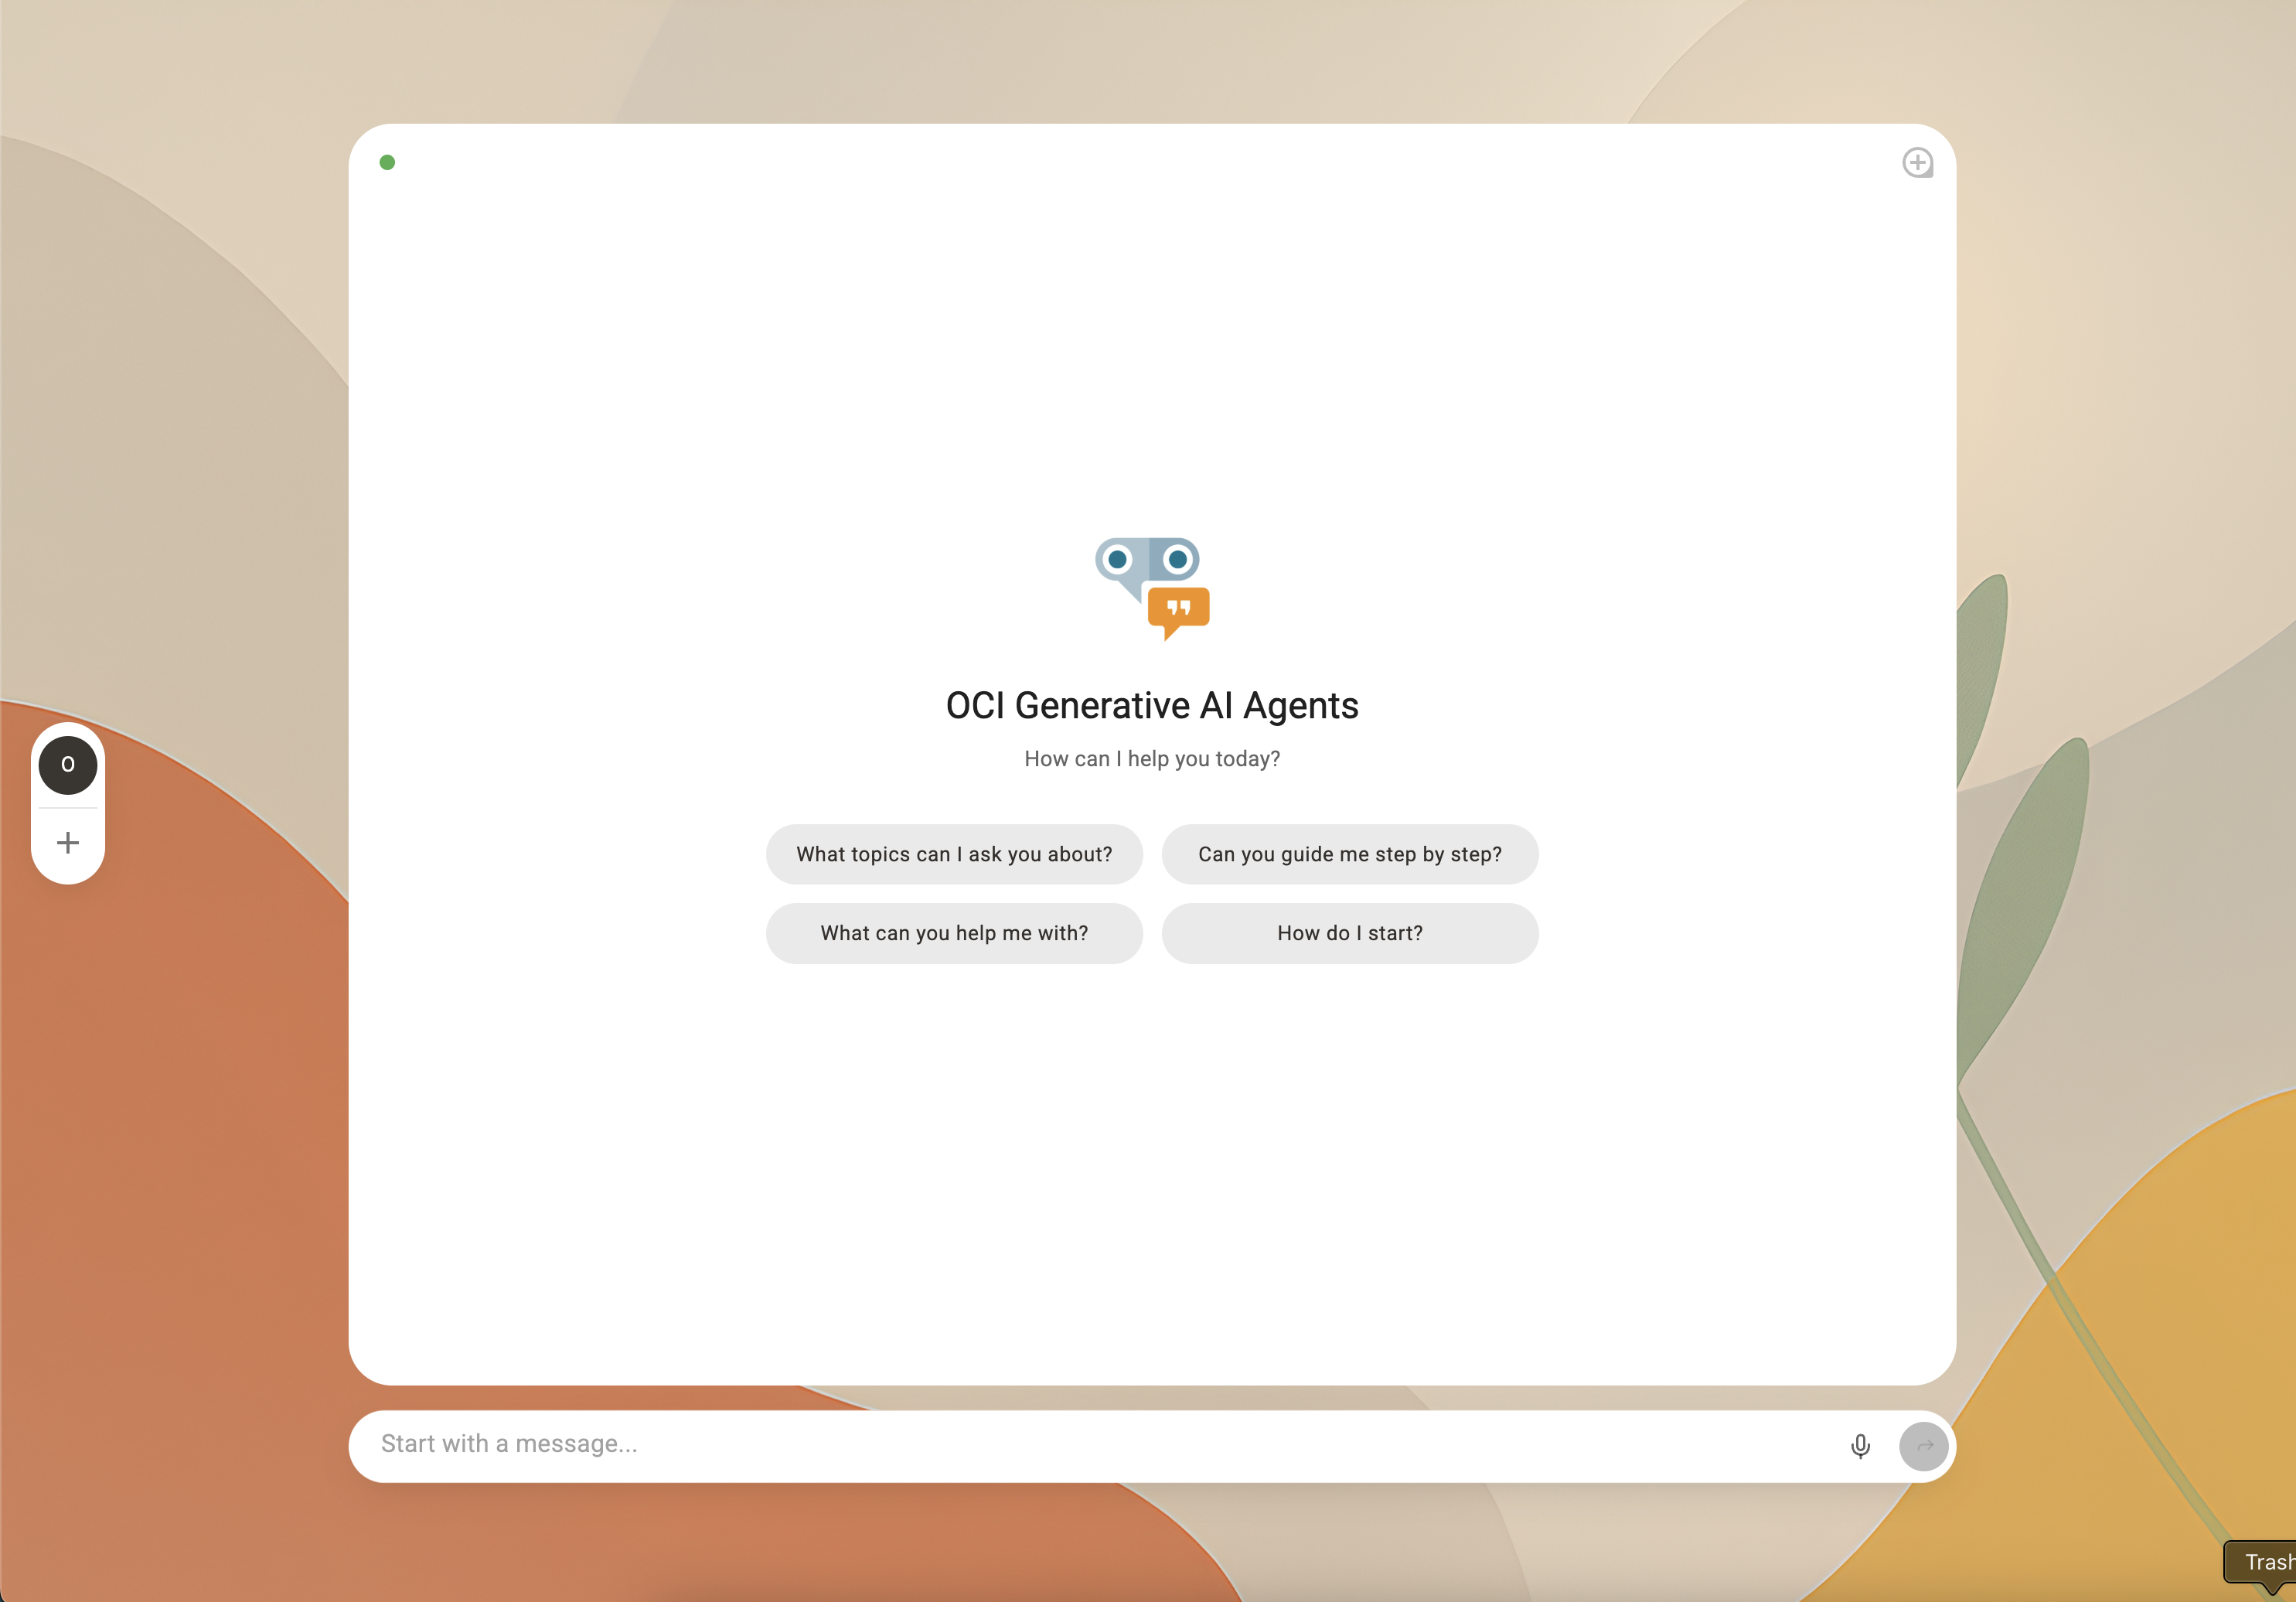 O
OCI Generative AI Agents
How can I help you today?
What topics can I ask you about?
Can you guide me step by step?
What can you help me with?
How do I start?
Start with a message...
Trash